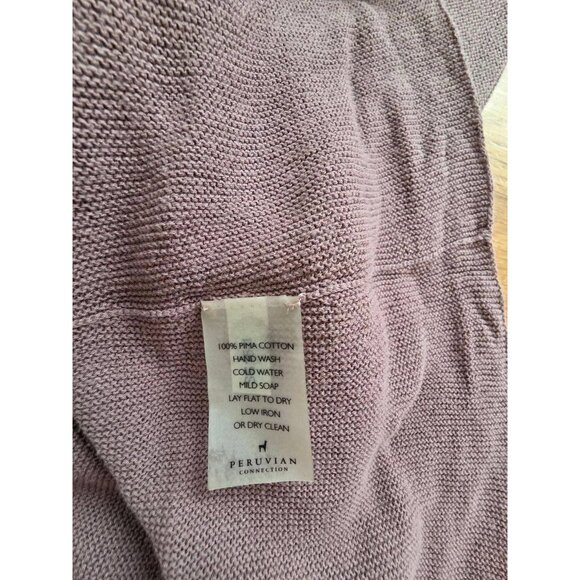 100% PIMA COTTON
HAND WASH
COLD WATER
MILD SOAP
LAY FLAT TO DRY
LOW IRON
OR DRY CLEAN
PERUVIAN
CONNECTION